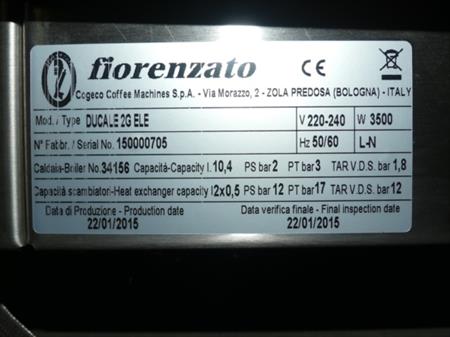 fiorenzato CE
Cogeco Coffee Machines S.p.A. - Via Morazzo, 2 - ZOLA PREDOSA (BOLOGNA) - ITALY
Mod. / Type DUCALE 2G ELE V 220-240 W 3500
N° Fabbr. / Serial No. 150000705 Hz 50/60 L-N
Caldaia-Boiler No. 34156 Capacità-Capacity l. 10,4 PS bar 2 PT bar 3 TAR V.D.S. bar 1,8
Capacità scambiatori-Heat exchanger capacity l 2x0,5 PS bar 12 PT bar 17 TAR V.D.S. bar 12
Data di Produzione - Production date Data verifica finale - Final inspection date
22/01/2015 22/01/2015